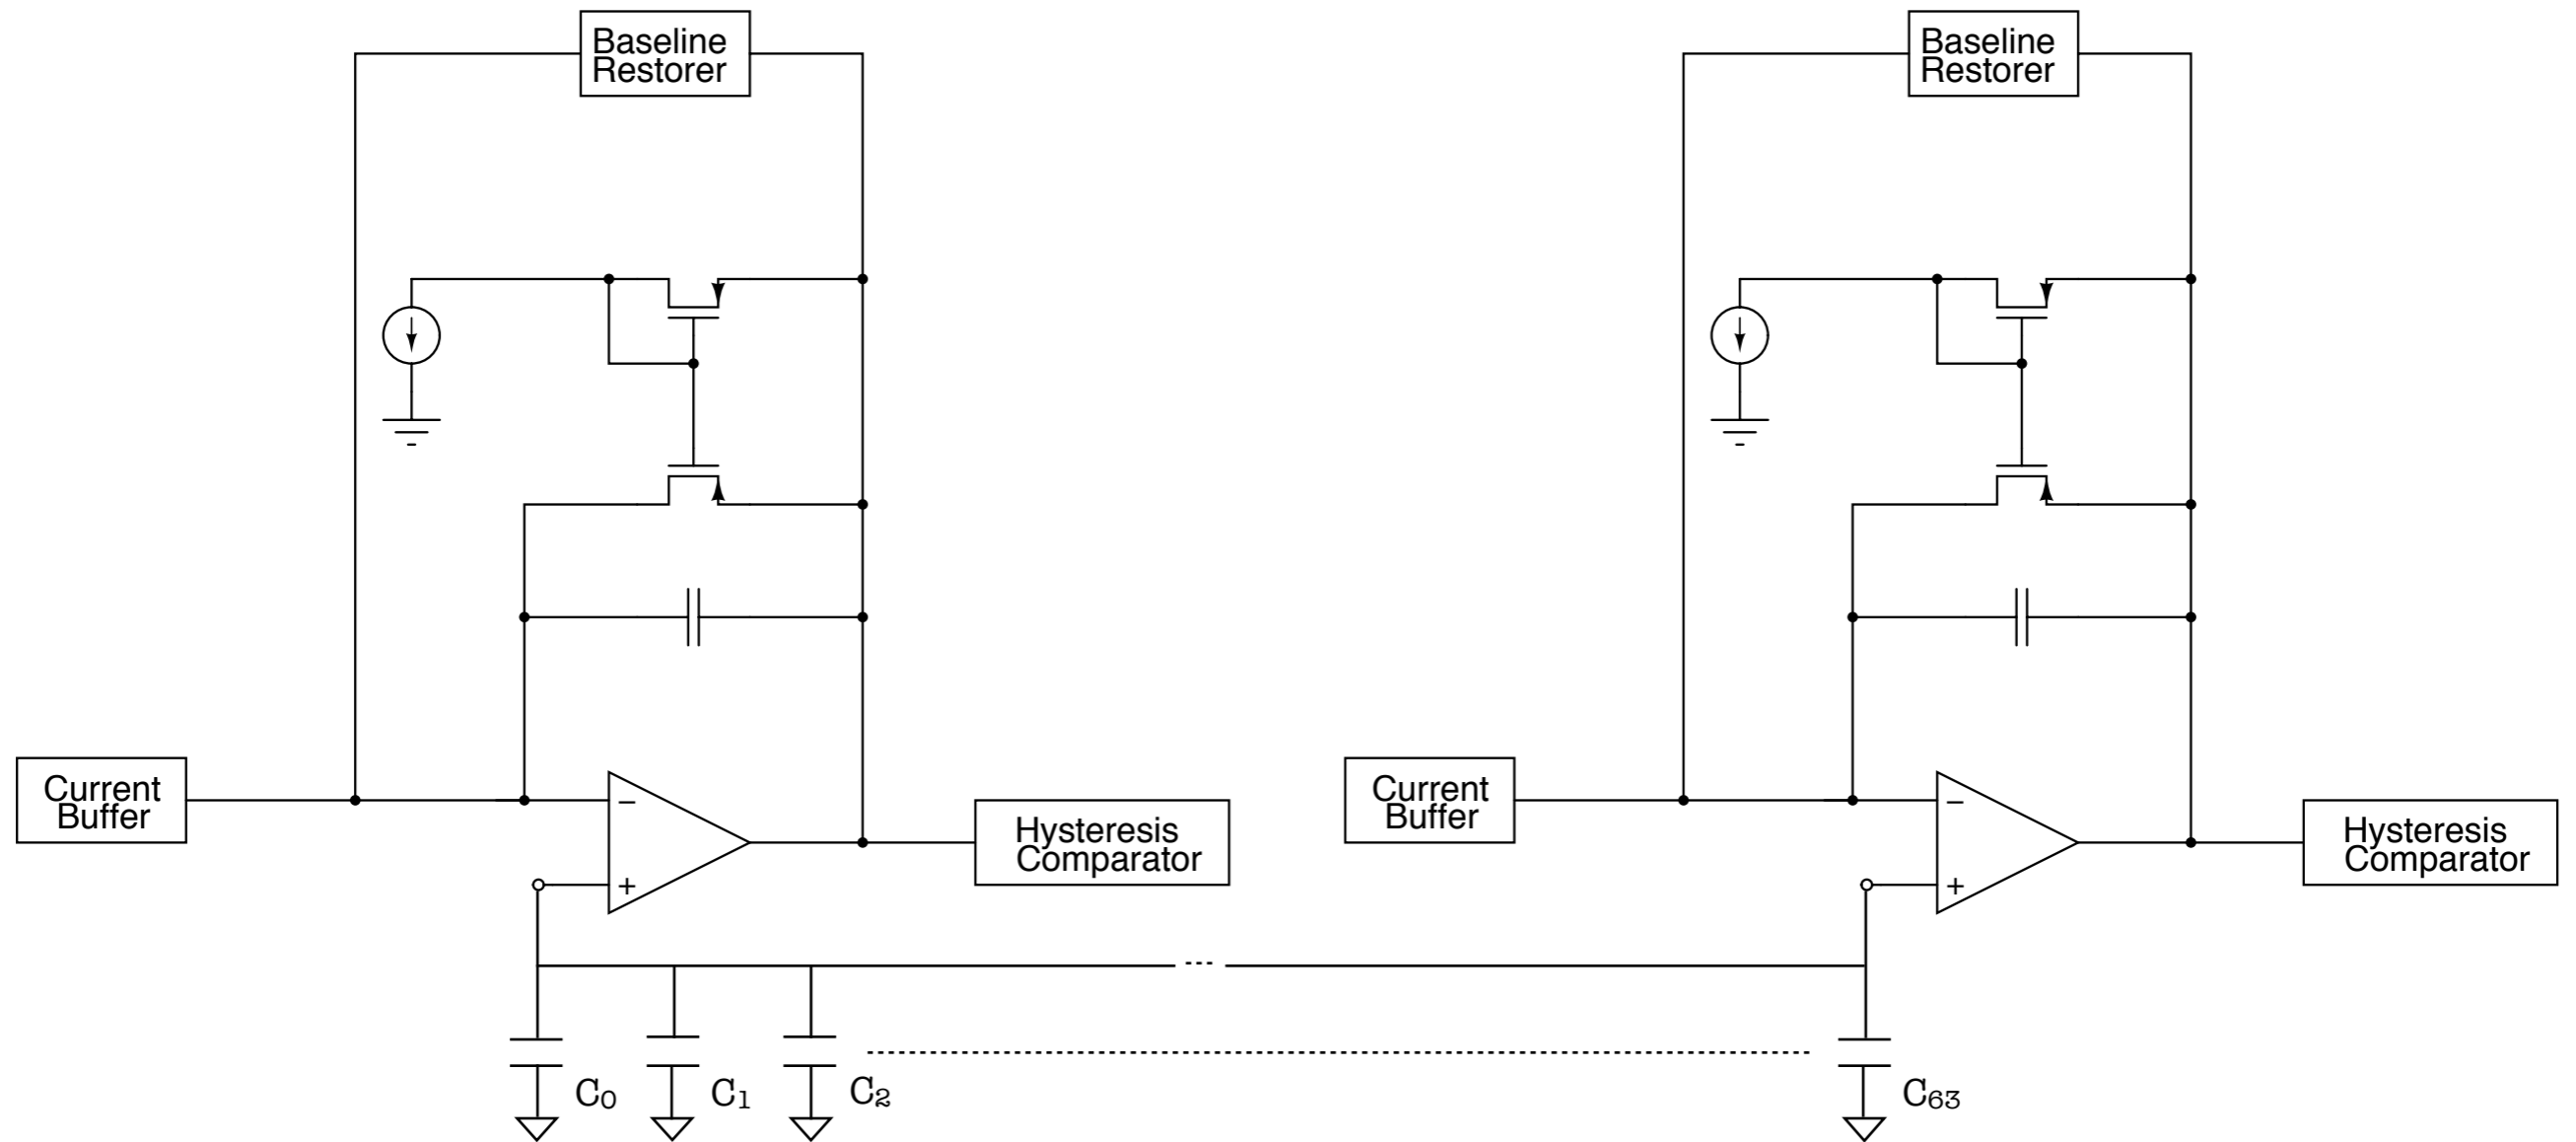 Baseline
Restorer
Baseline
Restorer
Current
Buffer
−
+
Hysteresis
Comparator
Current
Buffer
−
+
Hysteresis
Comparator
...
C0
C1
C2
C63